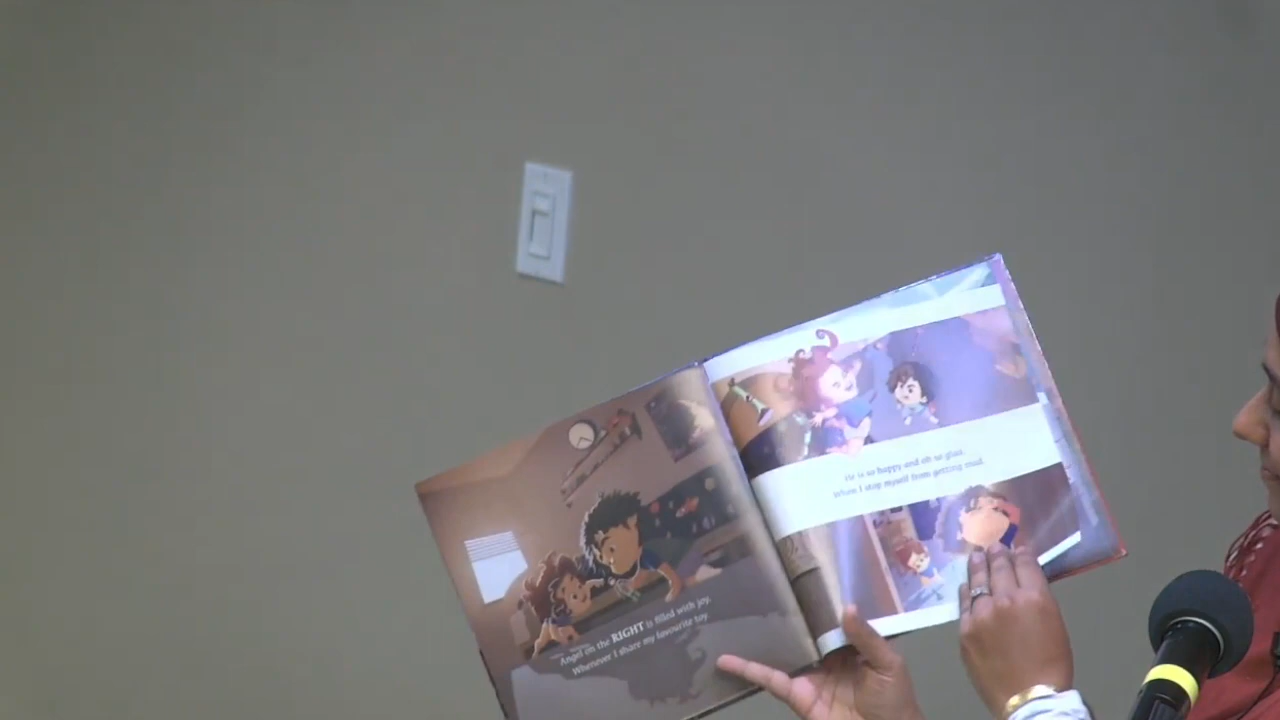 Angel on the RIGHT is filled with joy,
Whenever I share my favourite toy
He is so happy and oh so glad,
When I stop myself from getting mad.